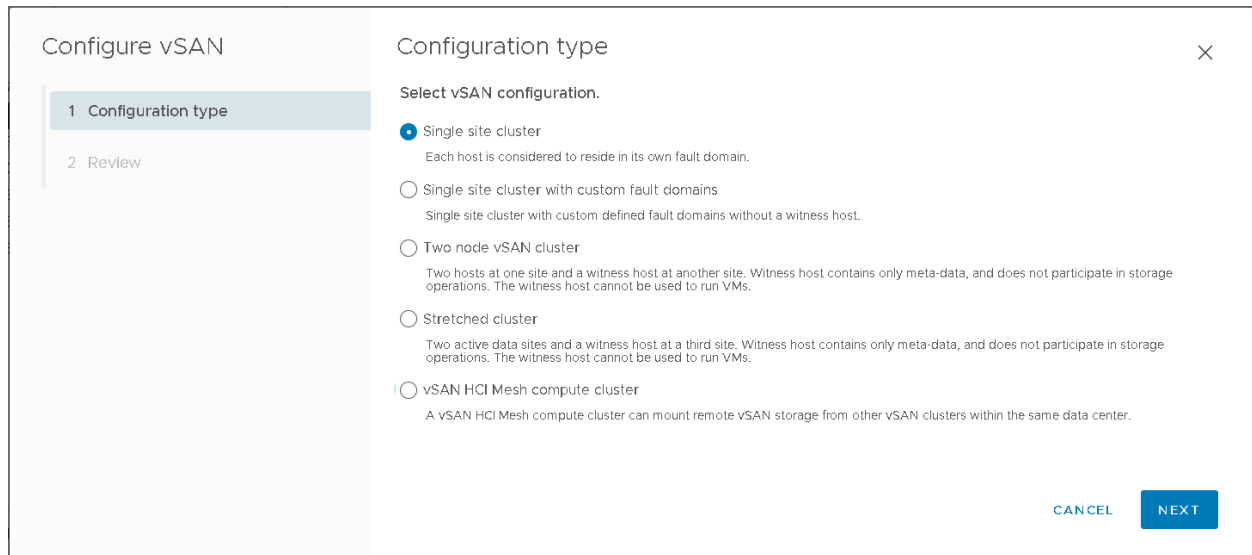 Configure vSAN
1 Configuration type
2 Review
Configuration type
Select vSAN configuration.
Single site cluster
Each host is considered to reside in its own fault domain.
Single site cluster with custom fault domains
Single site cluster with custom defined fault domains without a witness host.
Two node vSAN cluster
Two hosts at one site and a witness host at another site. Witness host contains only meta-data, and does not participate in storage
operations. The witness host cannot be used to run VMs.
Stretched cluster
Two active data sites and a witness host at a third site. Witness host contains only meta-data, and does not participate in storage
operations. The witness host cannot be used to run VMs.
vSAN HCI Mesh compute cluster
A vSAN HCI Mesh compute cluster can mount remote vSAN storage from other vSAN clusters within the same data center.
CANCEL
NEXT